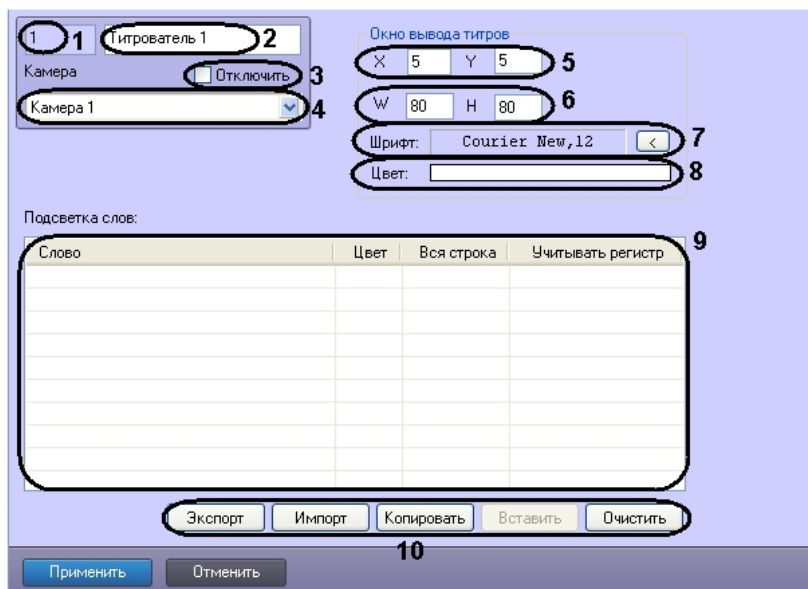 1 1 Титрователь 1 2
Камера Отключить 3
Камера 1 4
Окно вывода титров
X 5 Y 5 5
W 80 H 80 6
Шрифт: Courier New,12 < 7
Цвет: 8
Подсветка слов:
Слово Цвет Вся строка Учитывать регистр 9
Экспорт Импорт Копировать Вставить Очистить
10
Применить Отменить